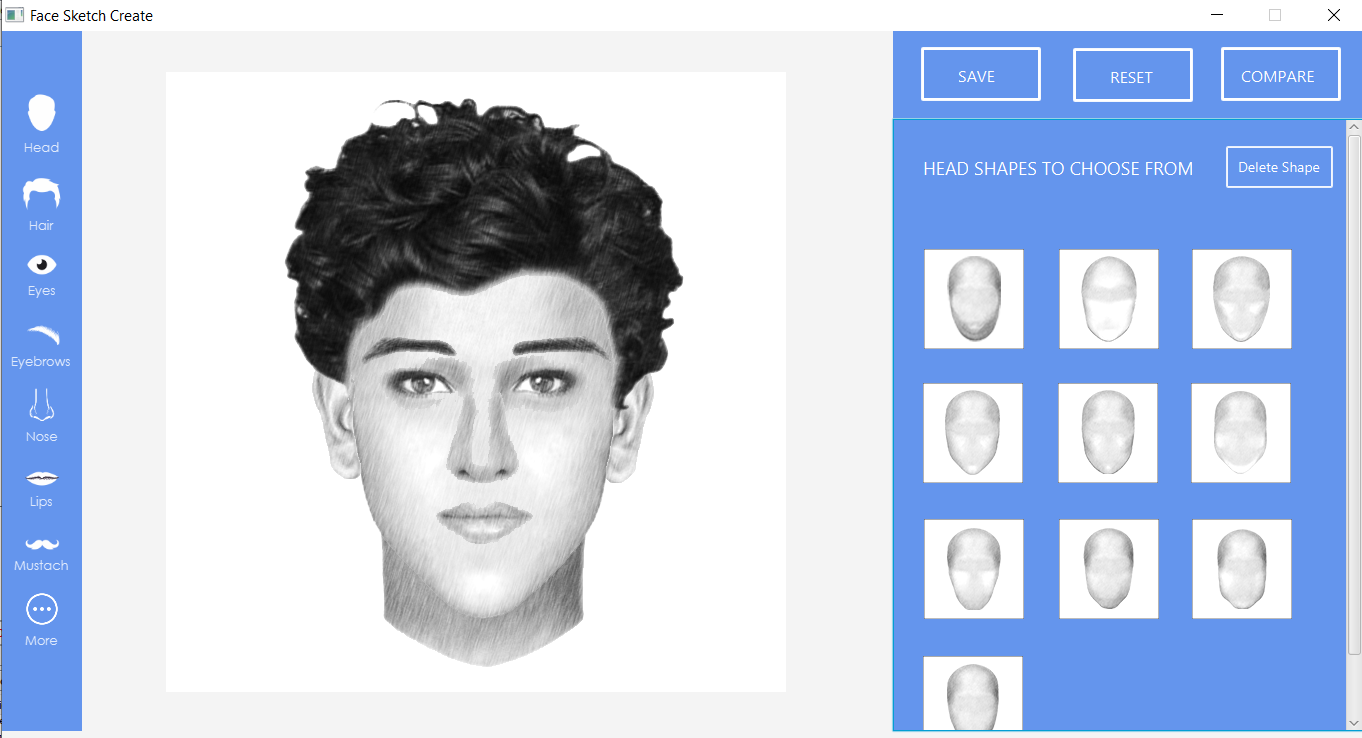 Face Sketch Create
Head
Hair
Eyes
Eyebrows
Nose
Lips
Mustach
More
SAVE
RESET
COMPARE
HEAD SHAPES TO CHOOSE FROM
Delete Shape